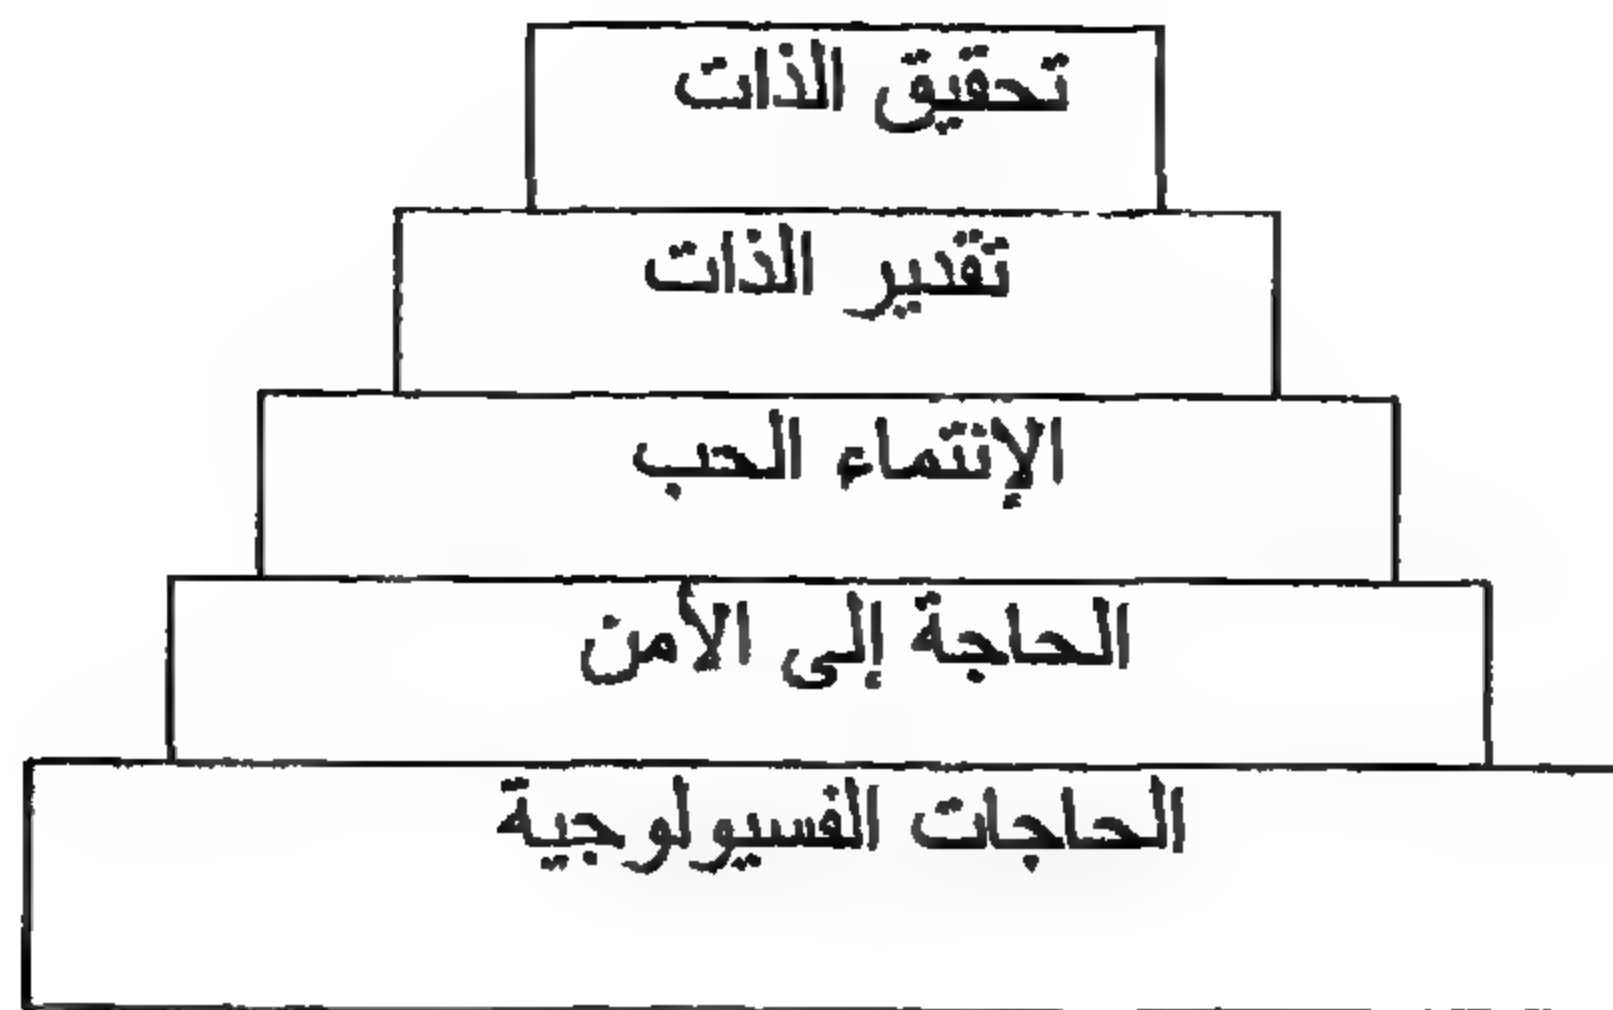 تحقيق الذات
تقدير الذات
الإنتماء الحب
الحاجة إلى الأمن
الحاجات الفسيولوجية